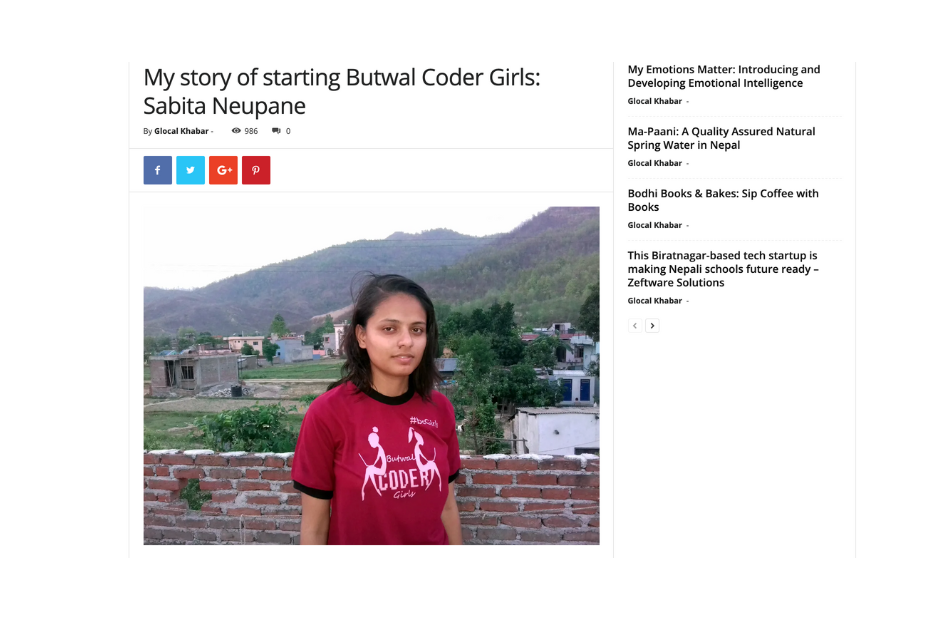 My story of starting Butwal Coder Girls:
Sabita Neupane
By Glocal Khabar - 986 0
f G+
#bcGirls
Butwal
CODER
Girls
My Emotions Matter: Introducing and
Developing Emotional Intelligence
Glocal Khabar -
Ma-Paani: A Quality Assured Natural
Spring Water in Nepal
Glocal Khabar -
Bodhi Books & Bakes: Sip Coffee with
Books
Glocal Khabar -
This Biratnagar-based tech startup is
making Nepali schools future ready –
Zeftware Solutions
Glocal Khabar -